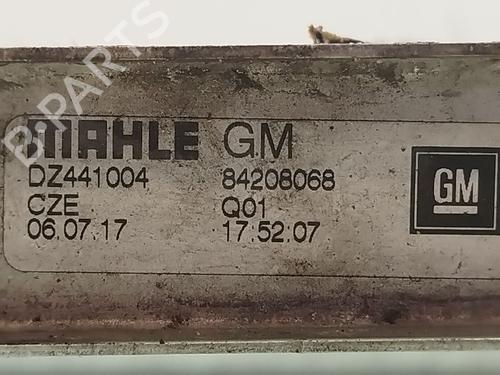 B-PARTS
MAHLE GM
DZ441004 84208068
CZE Q01
06.07.17 17:52:07
GM